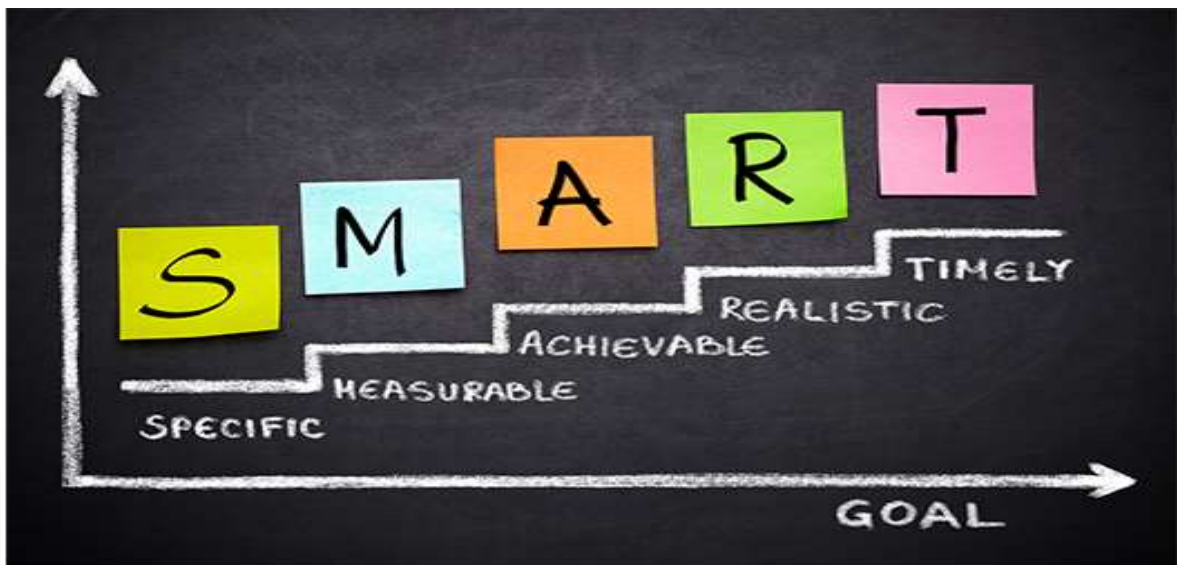 S M A R T
SPECIFIC
MEASURABLE
ACHIEVABLE
REALISTIC
TIMELY
GOAL